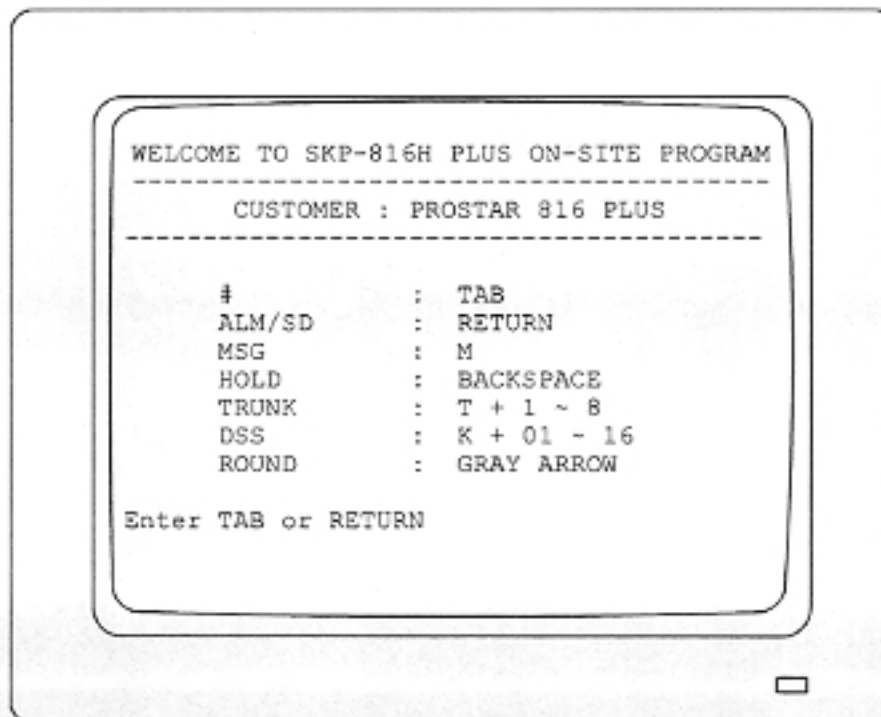 WELCOME TO SKP-816H PLUS ON-SITE PROGRAM
----------------------------------------
CUSTOMER : PROSTAR 816 PLUS
----------------------------------------
# : TAB
ALM/SD : RETURN
MSG : M
HOLD : BACKSPACE
TRUNK : T + 1 ~ 8
DSS : K + 01 ~ 16
ROUND : GRAY ARROW
Enter TAB or RETURN